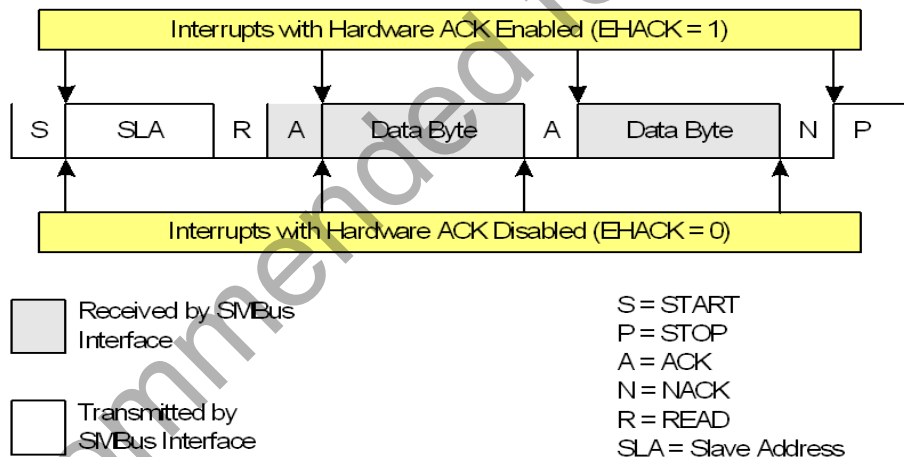 Interrupts with Hardware ACK Enabled (EHACK = 1)
S SLA R A Data Byte A Data Byte N P
Interrupts with Hardware ACK Disabled (EHACK = 0)
Received by SMBus
Interface
Transmitted by
SMBus Interface
S = START
P = STOP
A = ACK
N = NACK
R = READ
SLA = Slave Address